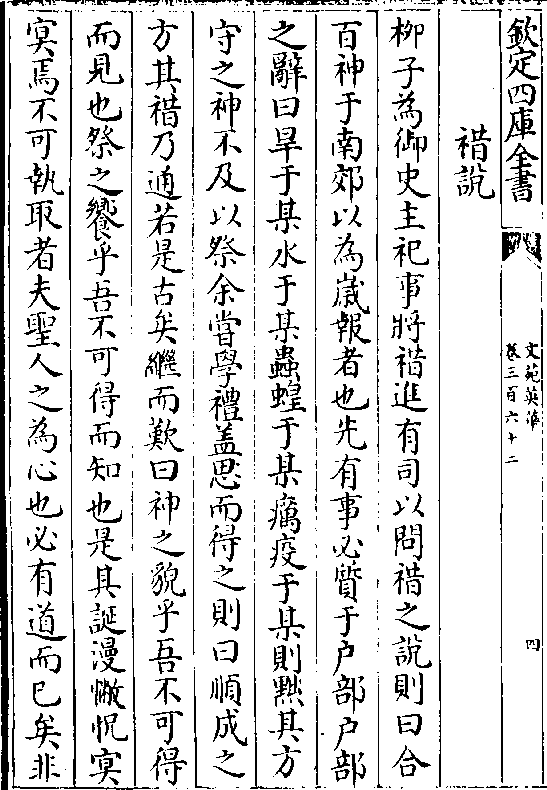 欽定四庫全書
文苑英華
卷三百六十二
四
䄍説
柳子為御史主祀事將䄍進有司以問䄍之説則曰合
百神于南郊以為歲報者也先有事必質于户部户部
之辭曰旱于某水于某蟲蝗于某癘疫于某則黜其方
守之神不及以祭余嘗學禮盖思而得之則曰順成之
方其䄍乃通若是古矣繼而歎曰神之貌乎吾不可得
而見也祭之饗乎吾不可得而知也是其誕漫惝怳㝠
㝠焉不可執取者夫聖人之為心也必有道而已矣非